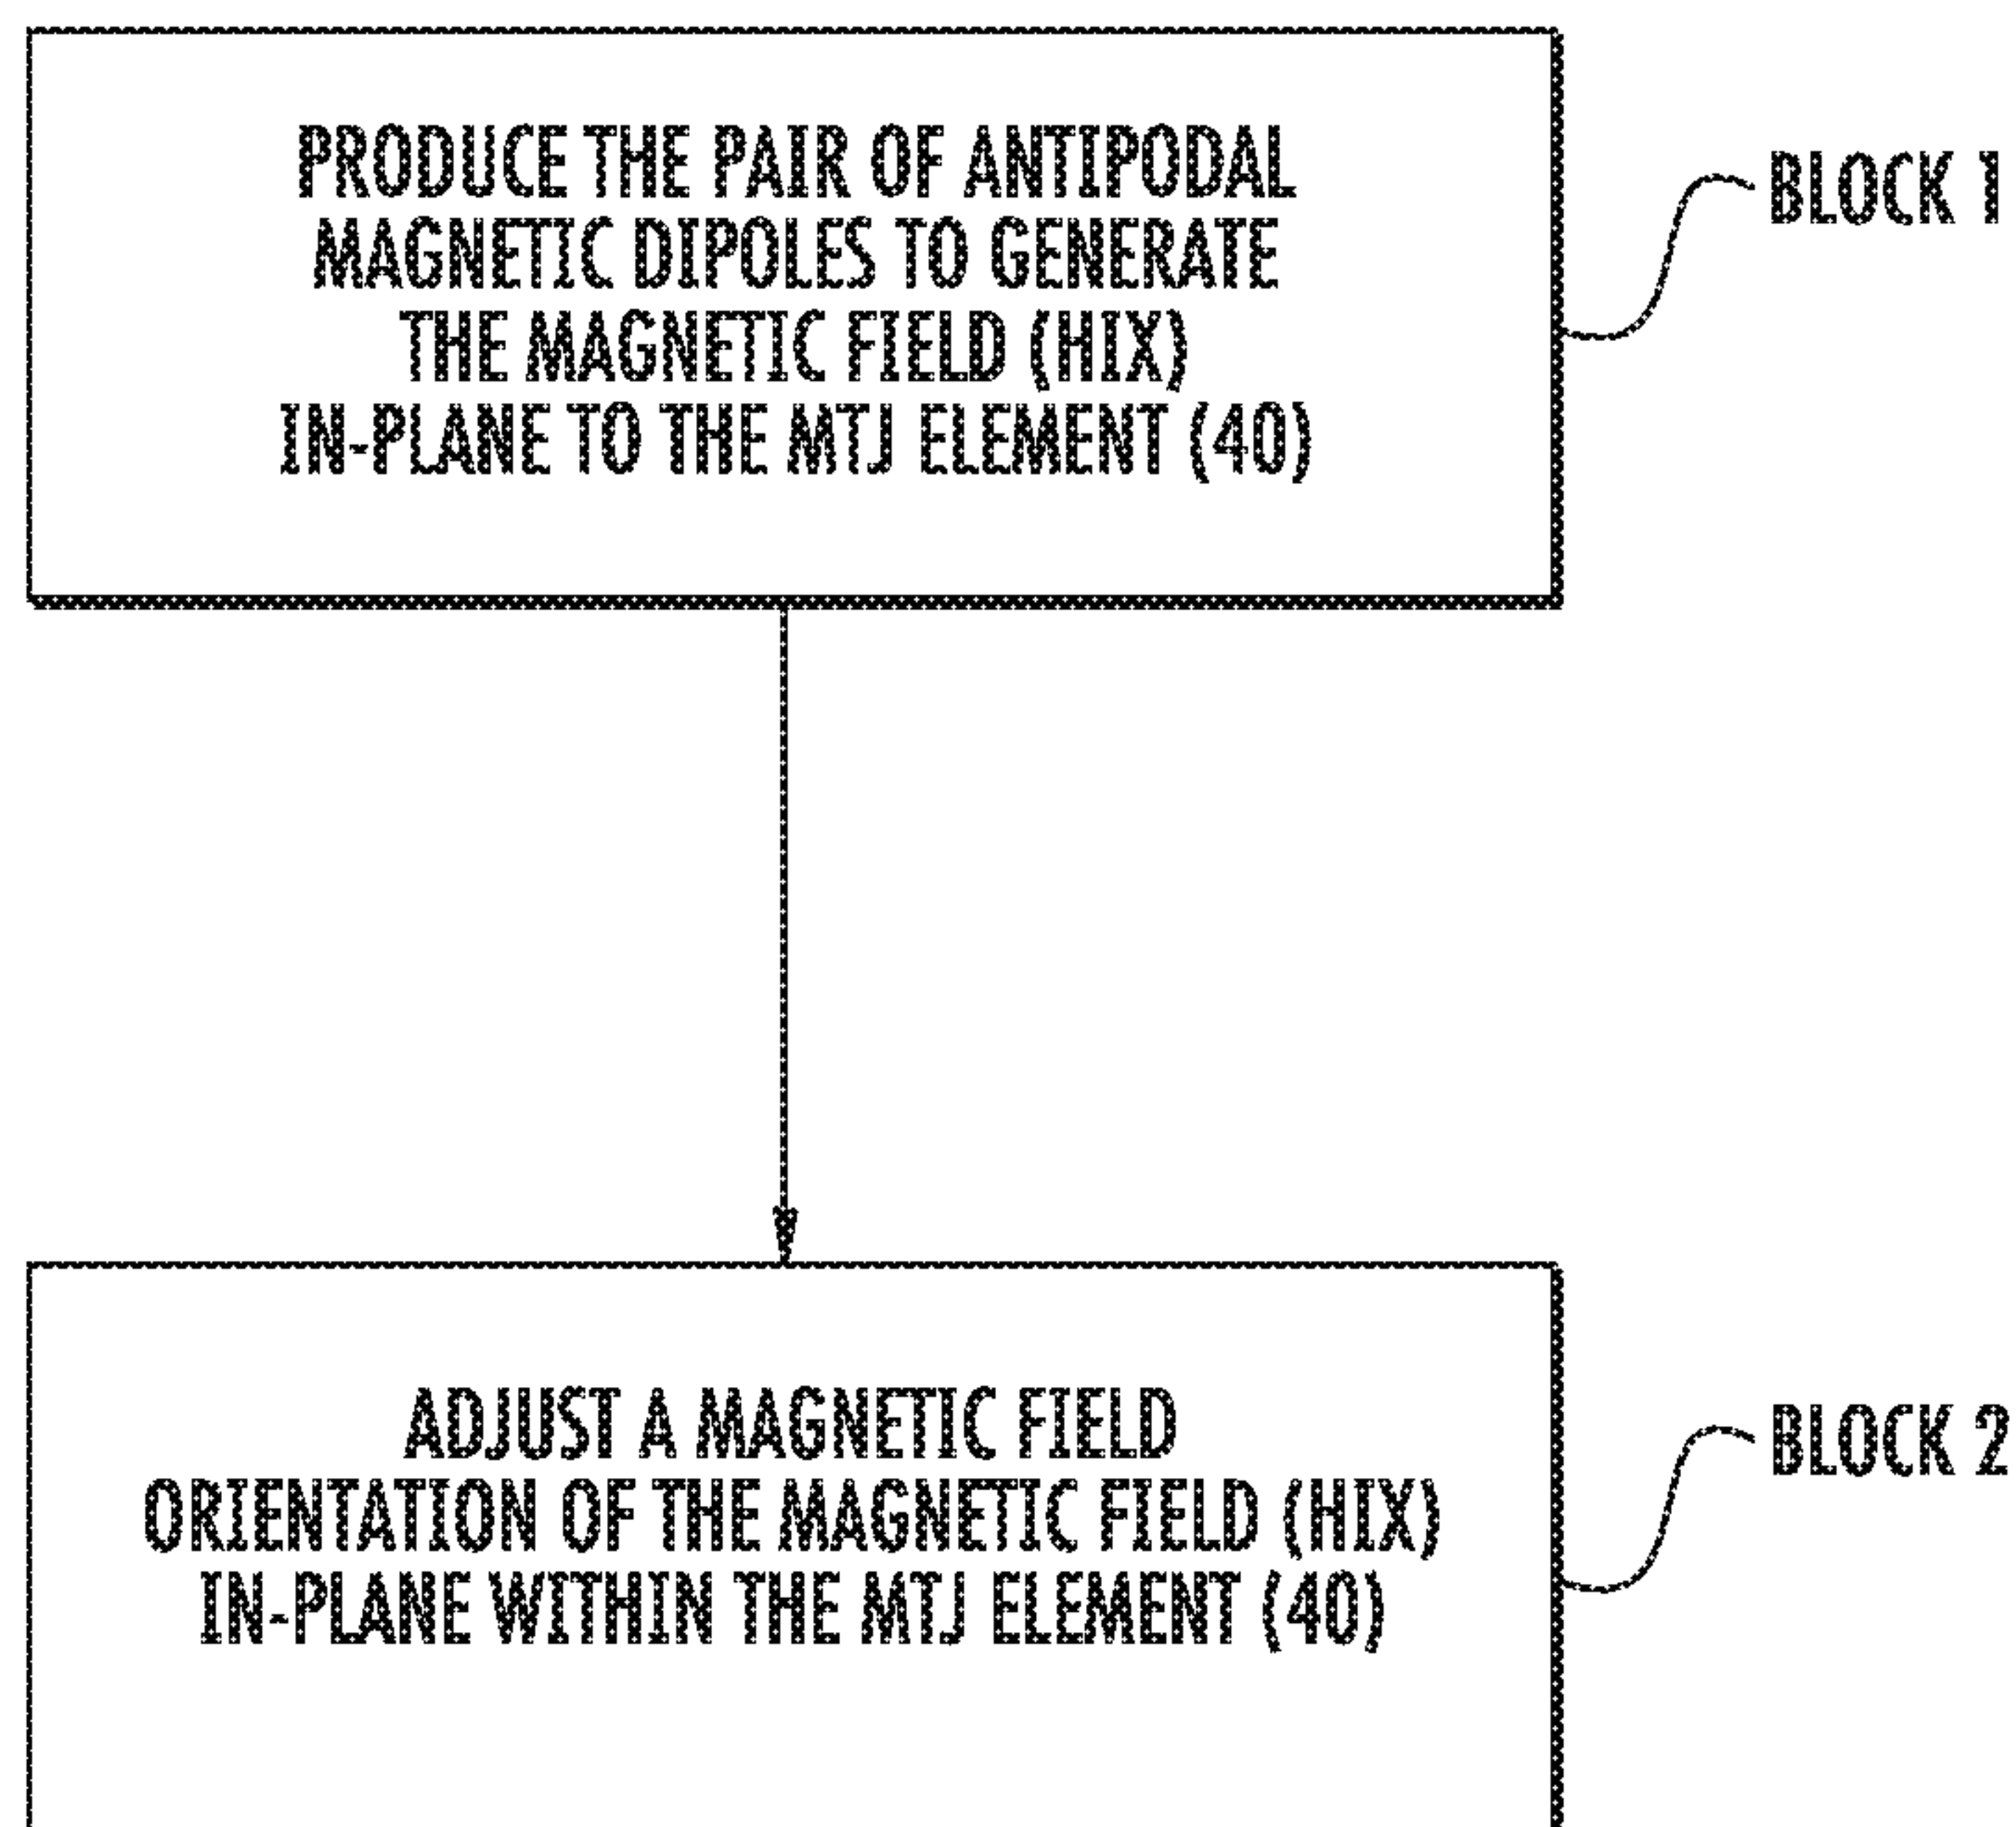 PRODUCE THE PAIR OF ANTIPODAL
MAGNETIC DIPOLES TO GENERATE
THE MAGNETIC FIELD (HIX)
IN-PLANE TO THE MTJ ELEMENT (40)
BLOCK 1
ADJUST A MAGNETIC FIELD
ORIENTATION OF THE MAGNETIC FIELD (HIX)
IN-PLANE WITHIN THE MTJ ELEMENT (40)
BLOCK 2